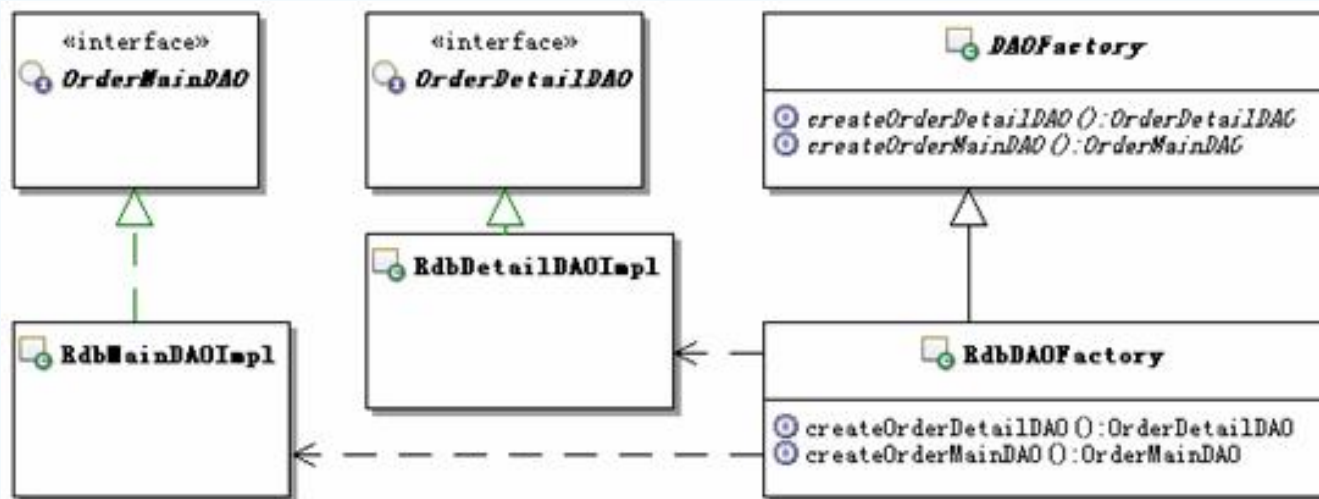 «interface»
OrderMainDAO
«interface»
OrderDetailDAO
DAOFactory
createOrderDetailDAO():OrderDetailDAO
createOrderMainDAO():OrderMainDAO
RdbDetailDAOImpl
RdbMainDAOImpl
RdbDAOFactory
createOrderDetailDAO():OrderDetailDAO
createOrderMainDAO():OrderMainDAO